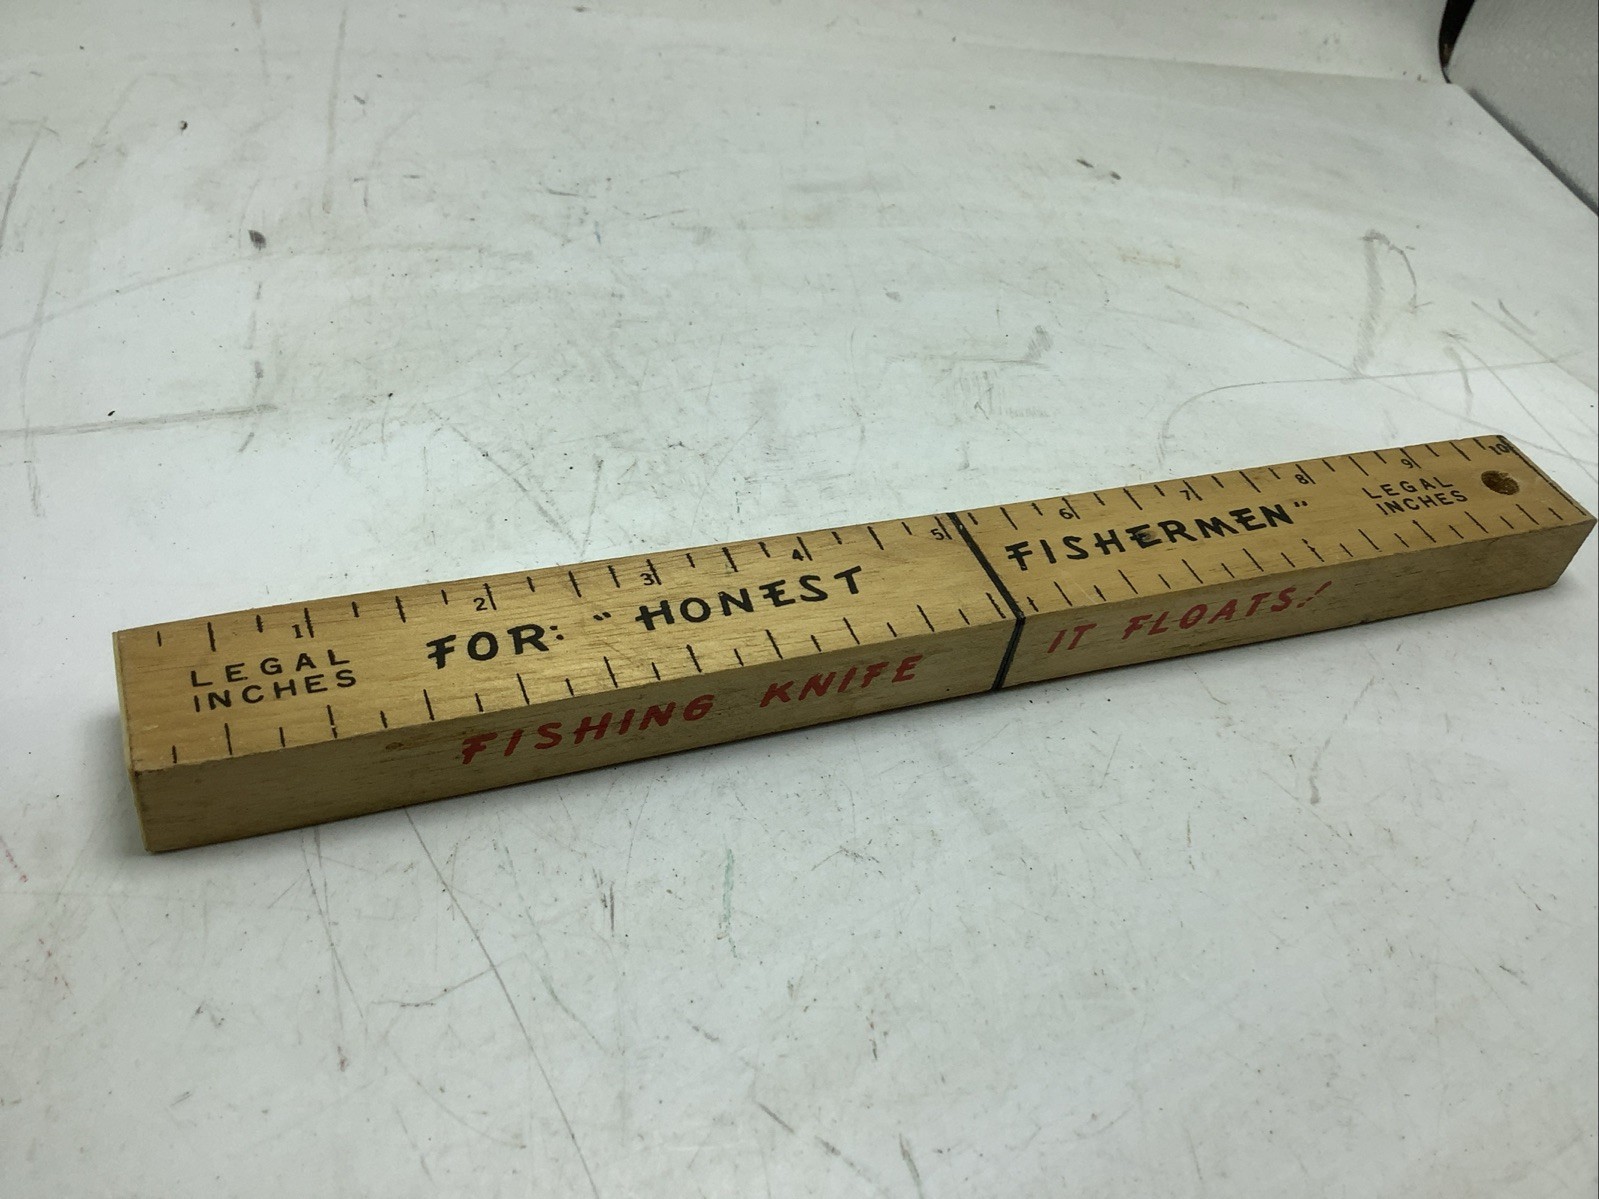 1 2 3 4 5 6 7 8 9 10
LEGAL
INCHES
FOR: "HONEST FISHERMEN"
LEGAL
INCHES
FISHING KNIFE IT FLOATS!